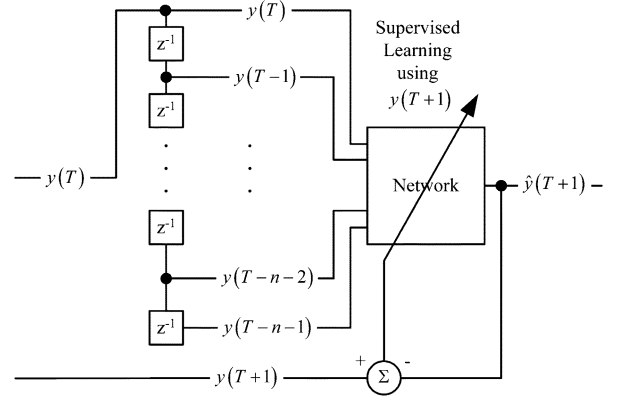 y(T)
Supervised
Learning
using
y(T+1)
z⁻¹
y(T−1)
z⁻¹
y(T)
Network
ŷ(T+1)
z⁻¹
y(T−n−2)
z⁻¹
y(T−n−1)
+
-
y(T+1)
Σ